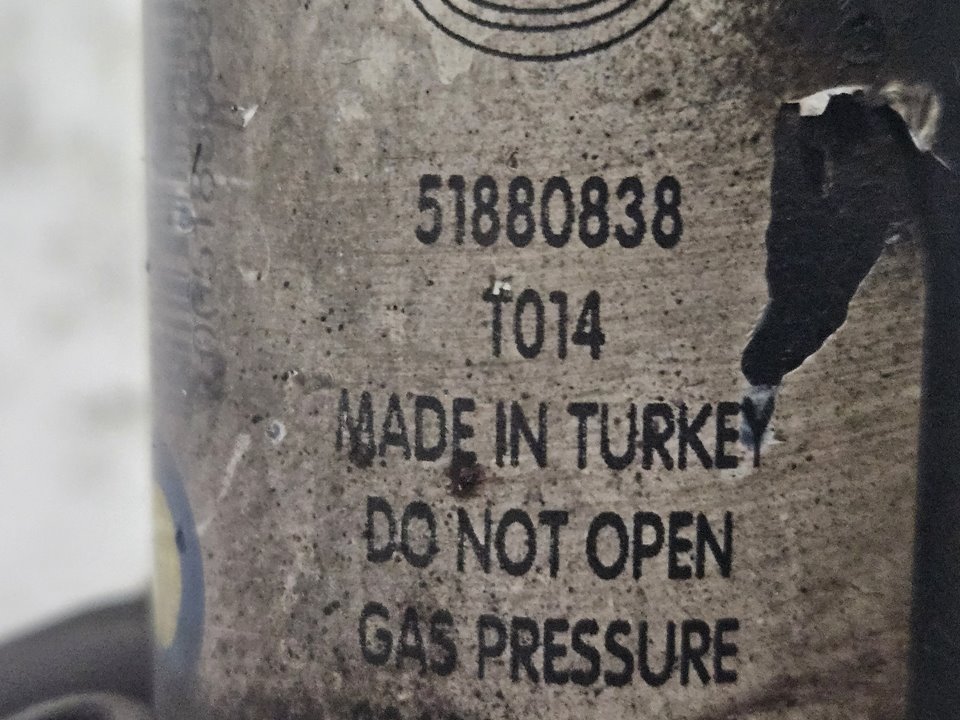 51880838
T014
MADE IN TURKEY
DO NOT OPEN
GAS PRESSURE